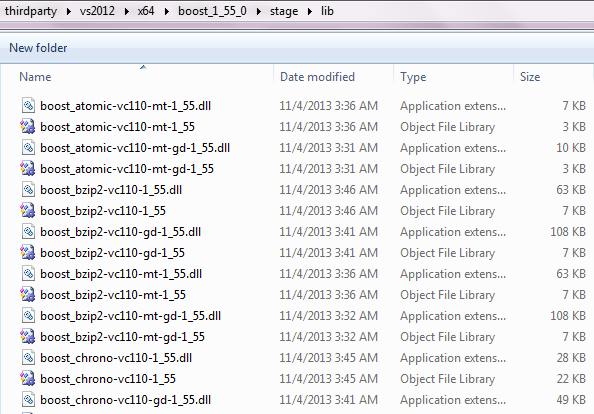 thirdparty ▸ vs2012 ▸ x64 ▸ boost_1_55_0 ▸ stage ▸ lib
New folder
Name Date modified Type Size
boost_atomic-vc110-mt-1_55.dll 11/4/2013 3:36 AM Application extens... 7 KB
boost_atomic-vc110-mt-1_55 11/4/2013 3:36 AM Object File Library 3 KB
boost_atomic-vc110-mt-gd-1_55.dll 11/4/2013 3:31 AM Application extens... 10 KB
boost_atomic-vc110-mt-gd-1_55 11/4/2013 3:31 AM Object File Library 3 KB
boost_bzip2-vc110-1_55.dll 11/4/2013 3:46 AM Application extens... 63 KB
boost_bzip2-vc110-1_55 11/4/2013 3:46 AM Object File Library 7 KB
boost_bzip2-vc110-gd-1_55.dll 11/4/2013 3:41 AM Application extens... 108 KB
boost_bzip2-vc110-gd-1_55 11/4/2013 3:41 AM Object File Library 7 KB
boost_bzip2-vc110-mt-1_55.dll 11/4/2013 3:36 AM Application extens... 63 KB
boost_bzip2-vc110-mt-1_55 11/4/2013 3:36 AM Object File Library 7 KB
boost_bzip2-vc110-mt-gd-1_55.dll 11/4/2013 3:32 AM Application extens... 108 KB
boost_bzip2-vc110-mt-gd-1_55 11/4/2013 3:32 AM Object File Library 7 KB
boost_chrono-vc110-1_55.dll 11/4/2013 3:45 AM Application extens... 28 KB
boost_chrono-vc110-1_55 11/4/2013 3:45 AM Object File Library 22 KB
boost_chrono-vc110-gd-1_55.dll 11/4/2013 3:41 AM Application extens... 49 KB